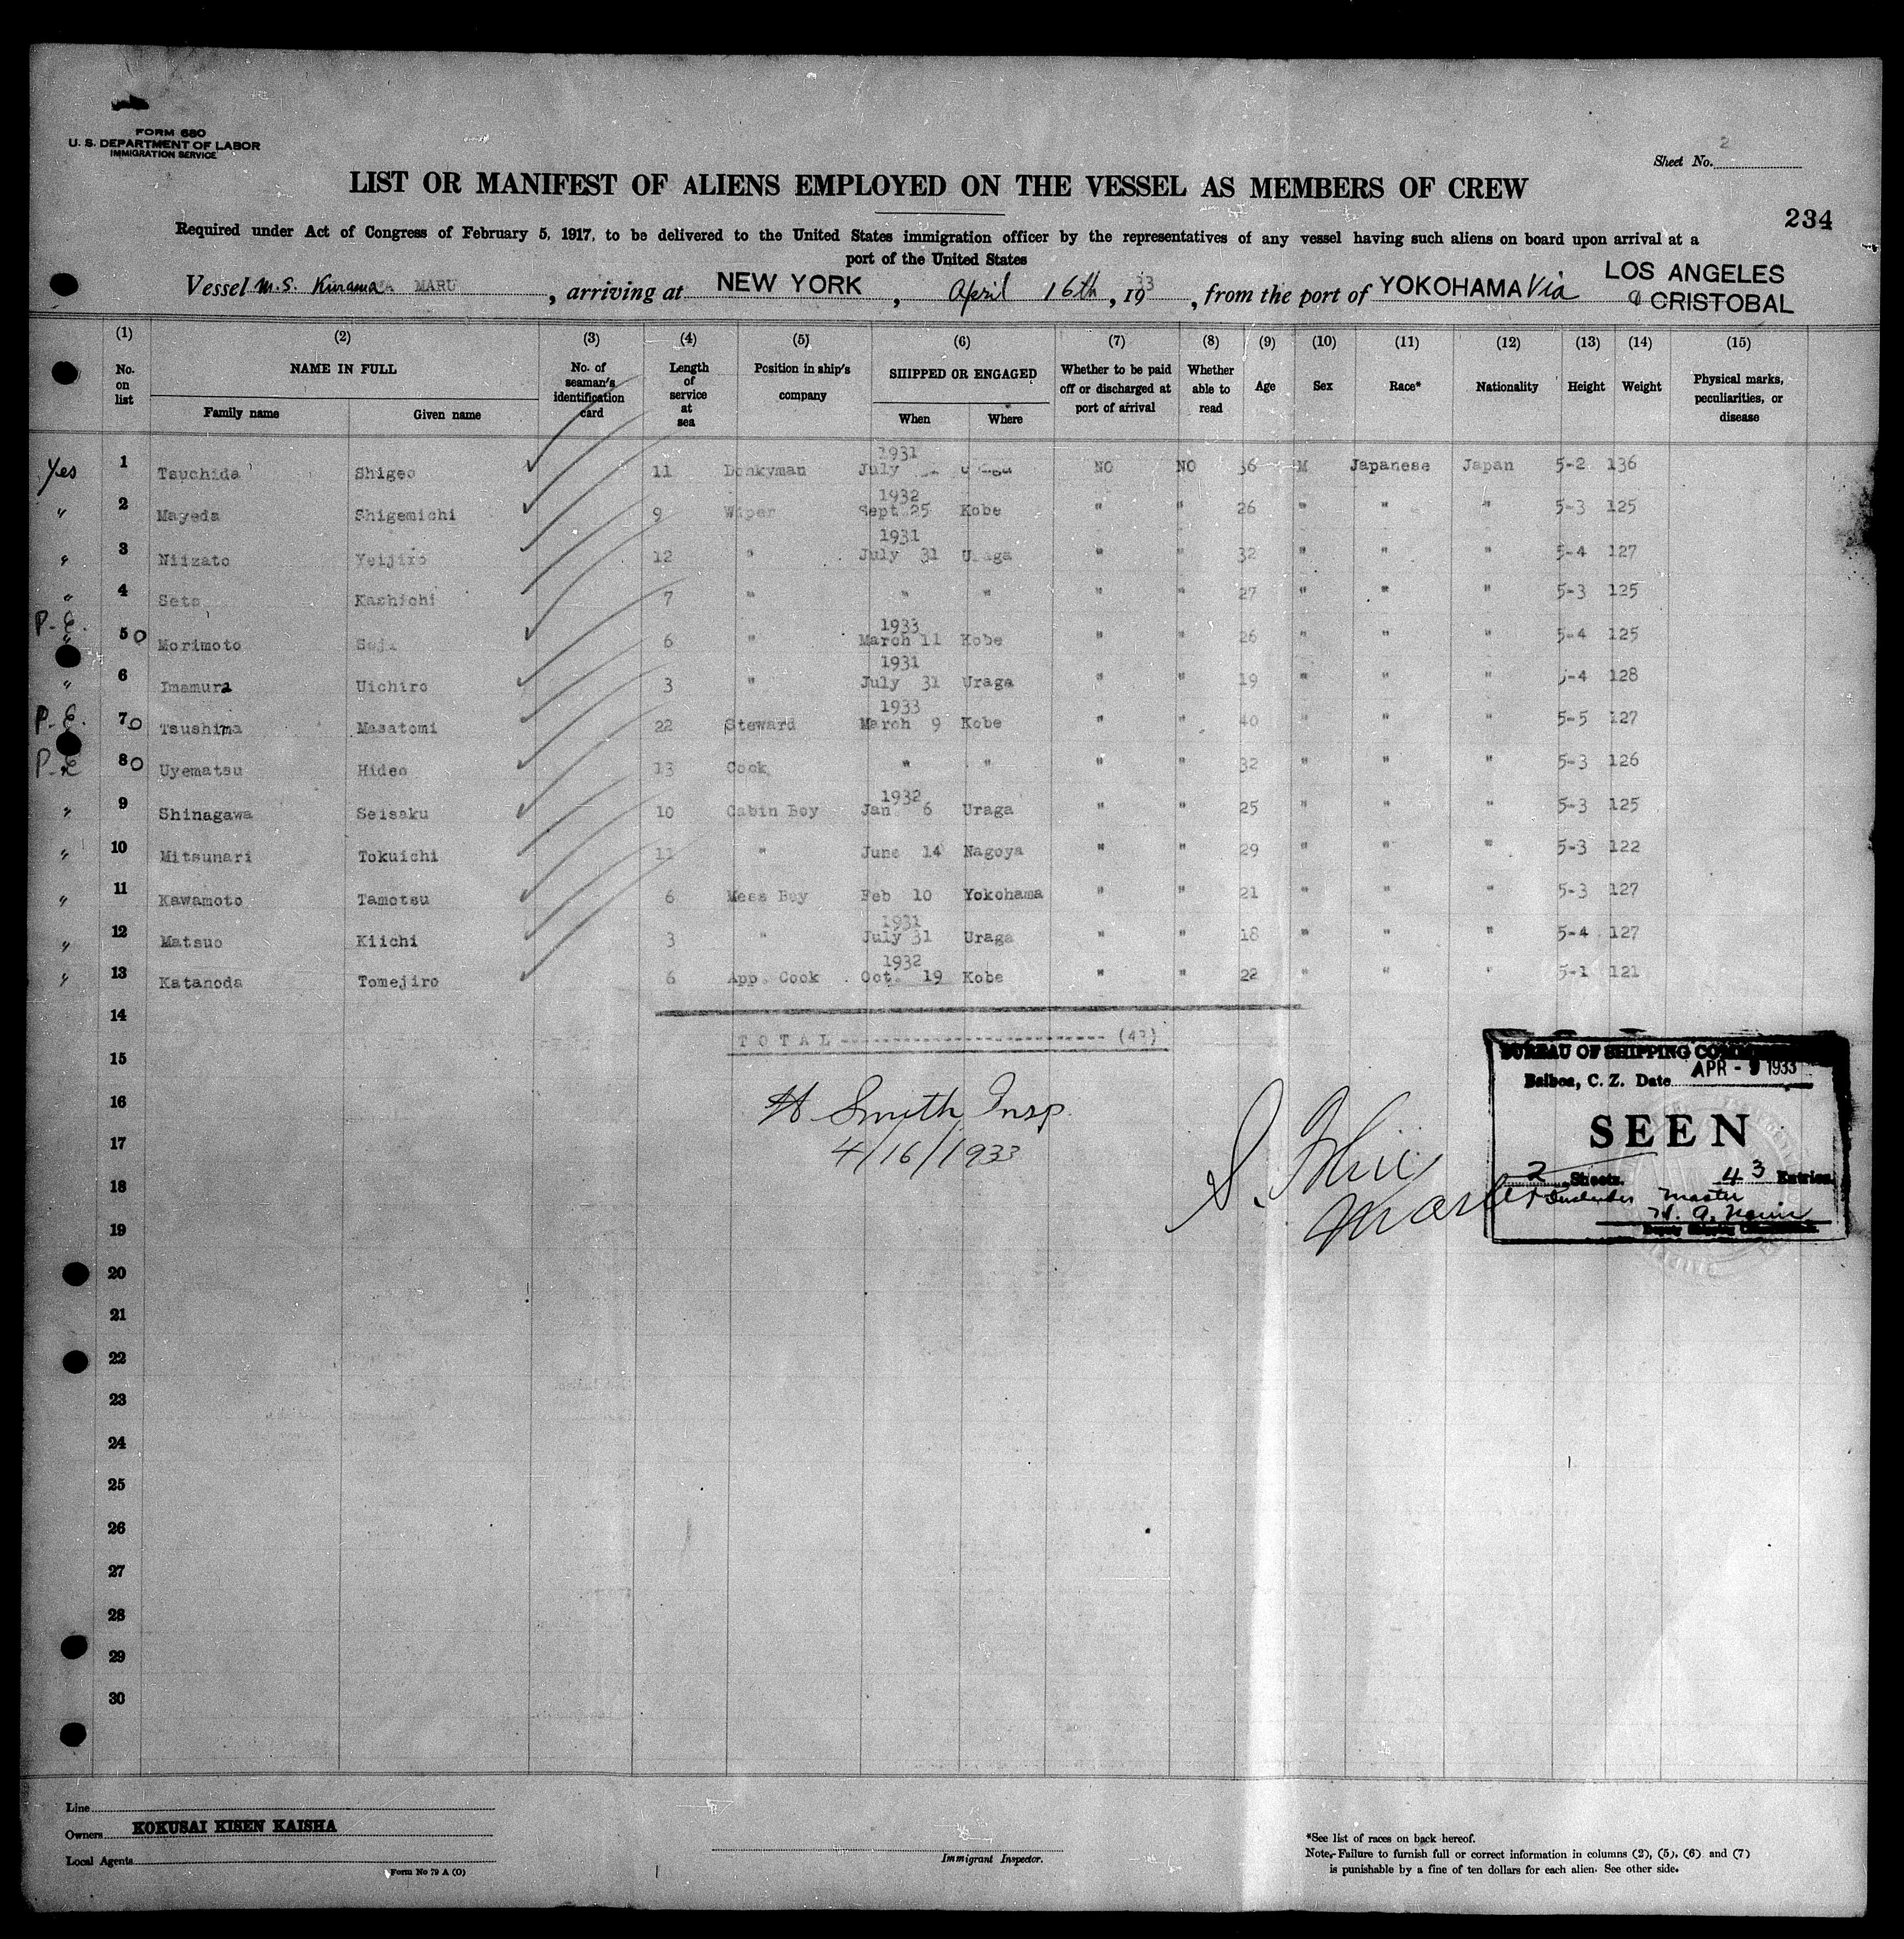 FORM 680
U. S. DEPARTMENT OF LABOR
IMMIGRATION SERVICE
Sheet No. 2
LIST OR MANIFEST OF ALIENS EMPLOYED ON THE VESSEL AS MEMBERS OF CREW
234
Required under Act of Congress of February 5, 1917, to be delivered to the United States immigration officer by the representatives of any vessel having such aliens on board upon arrival at a
port of the United States
Vessel M.S. Kurama MARU, arriving at NEW YORK, April 16th, 1933, from the port of YOKOHAMA Via LOS ANGELES
& CRISTOBAL
(1) (2) (3) (4) (5) (6) (7) (8) (9) (10) (11) (12) (13) (14) (15)
No. on list
NAME IN FULL
Family name Given name
No. of seaman's identification card
Length of service at sea
Position in ship's company
SHIPPED OR ENGAGED
When Where
Whether to be paid off or discharged at port of arrival
Whether able to read
Age
Sex
Race*
Nationality
Height
Weight
Physical marks, peculiarities, or disease
1931
Yes 1 Tsuchida Shigeo 11 Donkyman July NO NO 36 M Japanese Japan 5-2 136
1932
" 2 Mayeda Shigemichi 9 Wiper Sept 25 Kobe " " 26 " " " 5-3 125
1931
" 3 Niizato Yeijiro 12 " July 31 Uraga " " 32 " " " 5-4 127
" 4 Seto Kashichi 7 " " " " " 27 " " " 5-3 125
1933
P.E. " 5 O Morimoto Soji 6 " March 11 Kobe " " 26 " " " 5-4 125
1931
" 6 Imamura Uichiro 3 " July 31 Uraga " " 19 " " " 5-4 128
1933
P.E. 7 O Tsushima Masatomi 22 Steward March 9 Kobe " " 40 " " " 5-5 127
P.E. 8 O Uyematsu Hideo 13 Cook " " " " 32 " " " 5-3 126
1932
" 9 Shinagawa Seisaku 10 Cabin Boy Jan 6 Uraga " " 25 " " " 5-3 125
" 10 Mitsunari Tokuichi 11 " June 14 Nagoya " " 29 " " " 5-3 122
" 11 Kawamoto Tamotsu 6 Mess Boy Feb 10 Yokohama " " 21 " " " 5-3 127
1931
" 12 Matsuo Kiichi 3 " July 31 Uraga " " 18 " " " 5-4 127
1932
" 13 Katanoda Tomejiro 6 App. Cook Oct. 19 Kobe " " 22 " " " 5-1 121
14
TOTAL ------------------------- (43)
15
16
17
18
19
20
21
22
23
24
25
26
27
28
29
30
H Smith Insp
4/16/1933
S.
Master
BUREAU OF SHIPPING
Balboa, C. Z. Date APR - 9 1933
SEEN
2 Sheets. 43 Entries.
Includes Master
Line
Owners KOKUSAI KISEN KAISHA
Local Agents
Form No 79 A (O)
Immigrant Inspector.
*See list of races on back hereof.
Note.- Failure to furnish full or correct information in columns (2), (5), (6) and (7)
is punishable by a fine of ten dollars for each alien. See other side.